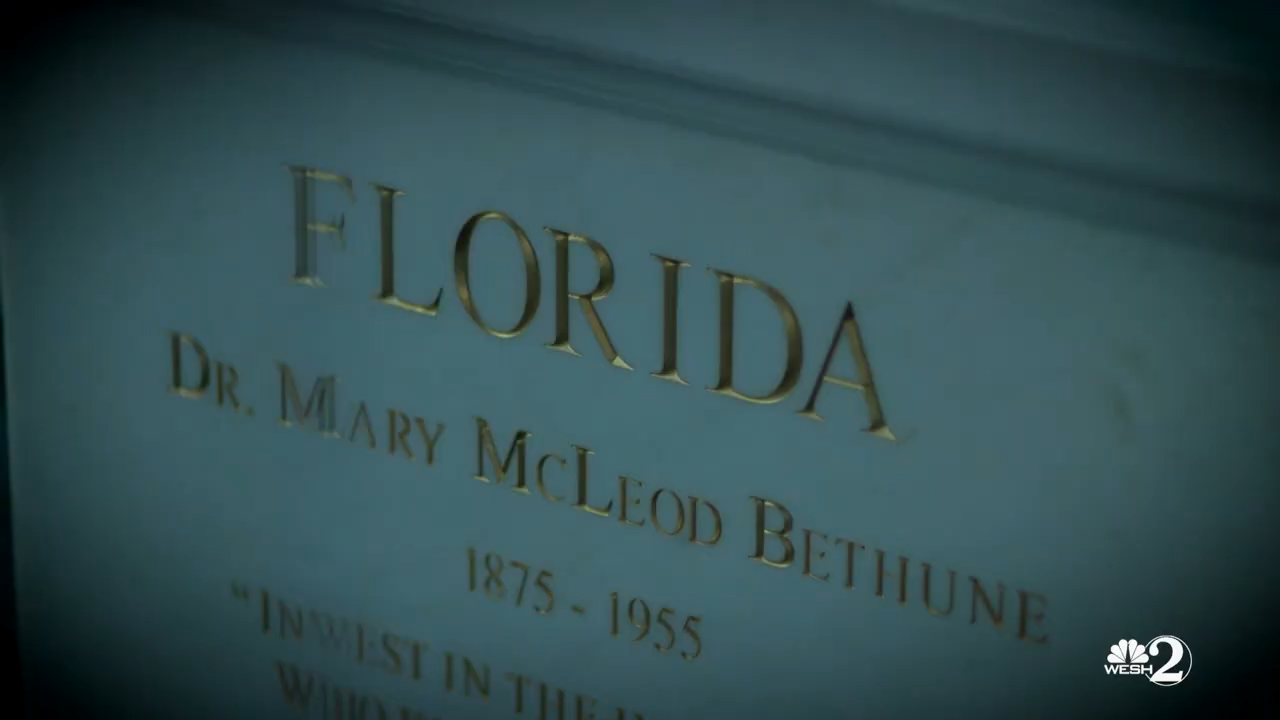 FLORIDA
DR. MARY MCLEOD BETHUNE
1875 - 1955
"INVEST IN THE
WESH 2